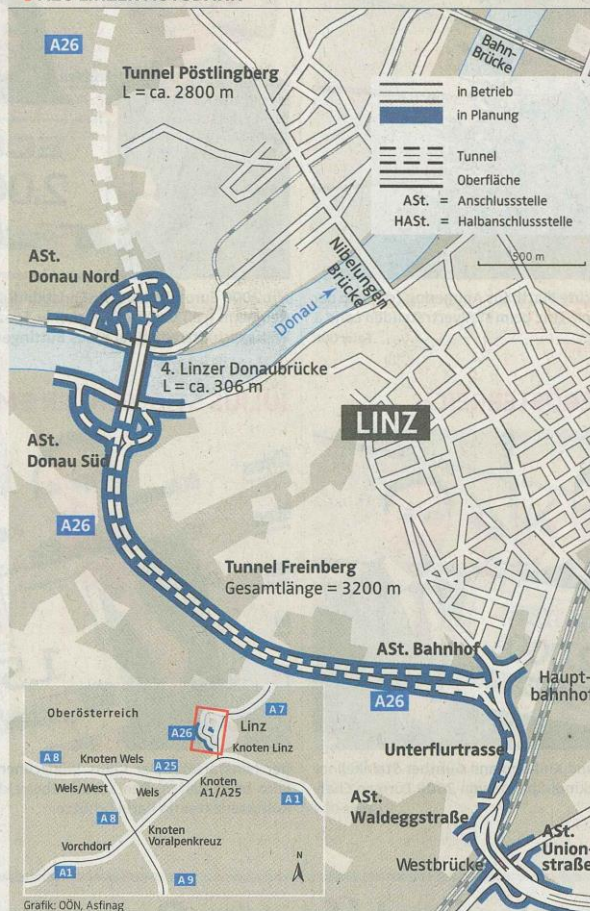 A26
Tunnel Pöstlingberg
L = ca. 2800 m
Bahn-
Brücke
in Betrieb
in Planung
Tunnel
Oberfläche
ASt. = Anschlussstelle
HASt. = Halbanschlussstelle
500 m
ASt.
Donau Nord
Nibelungen
Brücke
Donau
4. Linzer Donaubrücke
L = ca. 306 m
LINZ
ASt.
Donau Süd
A26
Tunnel Freinberg
Gesamtlänge = 3200 m
ASt. Bahnhof
A26
Haupt-
bahnhof
Unterflurtrasse
ASt.
Waldeggstraße
ASt.
Union-
straße
Westbrücke
Oberösterreich
A7
A26
Linz
Knoten Linz
A8
Knoten Wels
A25
Wels/West
Wels
Knoten
A1/A25
A1
A8
Vorchdorf
Knoten
Voralpenkreuz
A1
A9
N
Grafik: OÖN, Asfinag